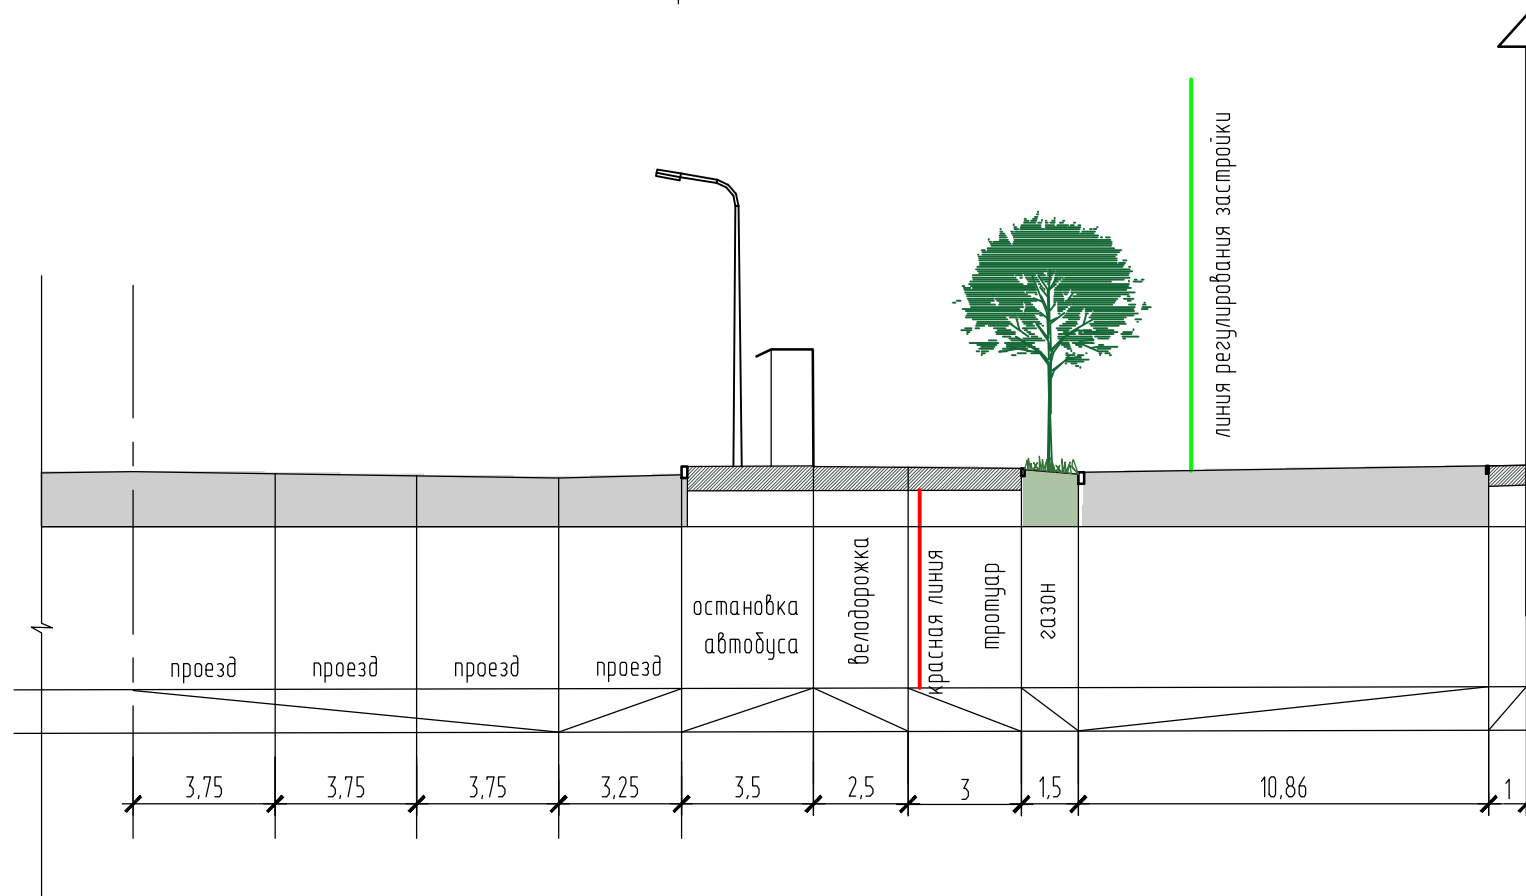 линия регулирования застройки
остановка
автобуса
велодорожка
красная линия
тротуар
газон
проезд
проезд
проезд
проезд
3,75
3,75
3,75
3,25
3,5
2,5
3
1,5
10,86
1